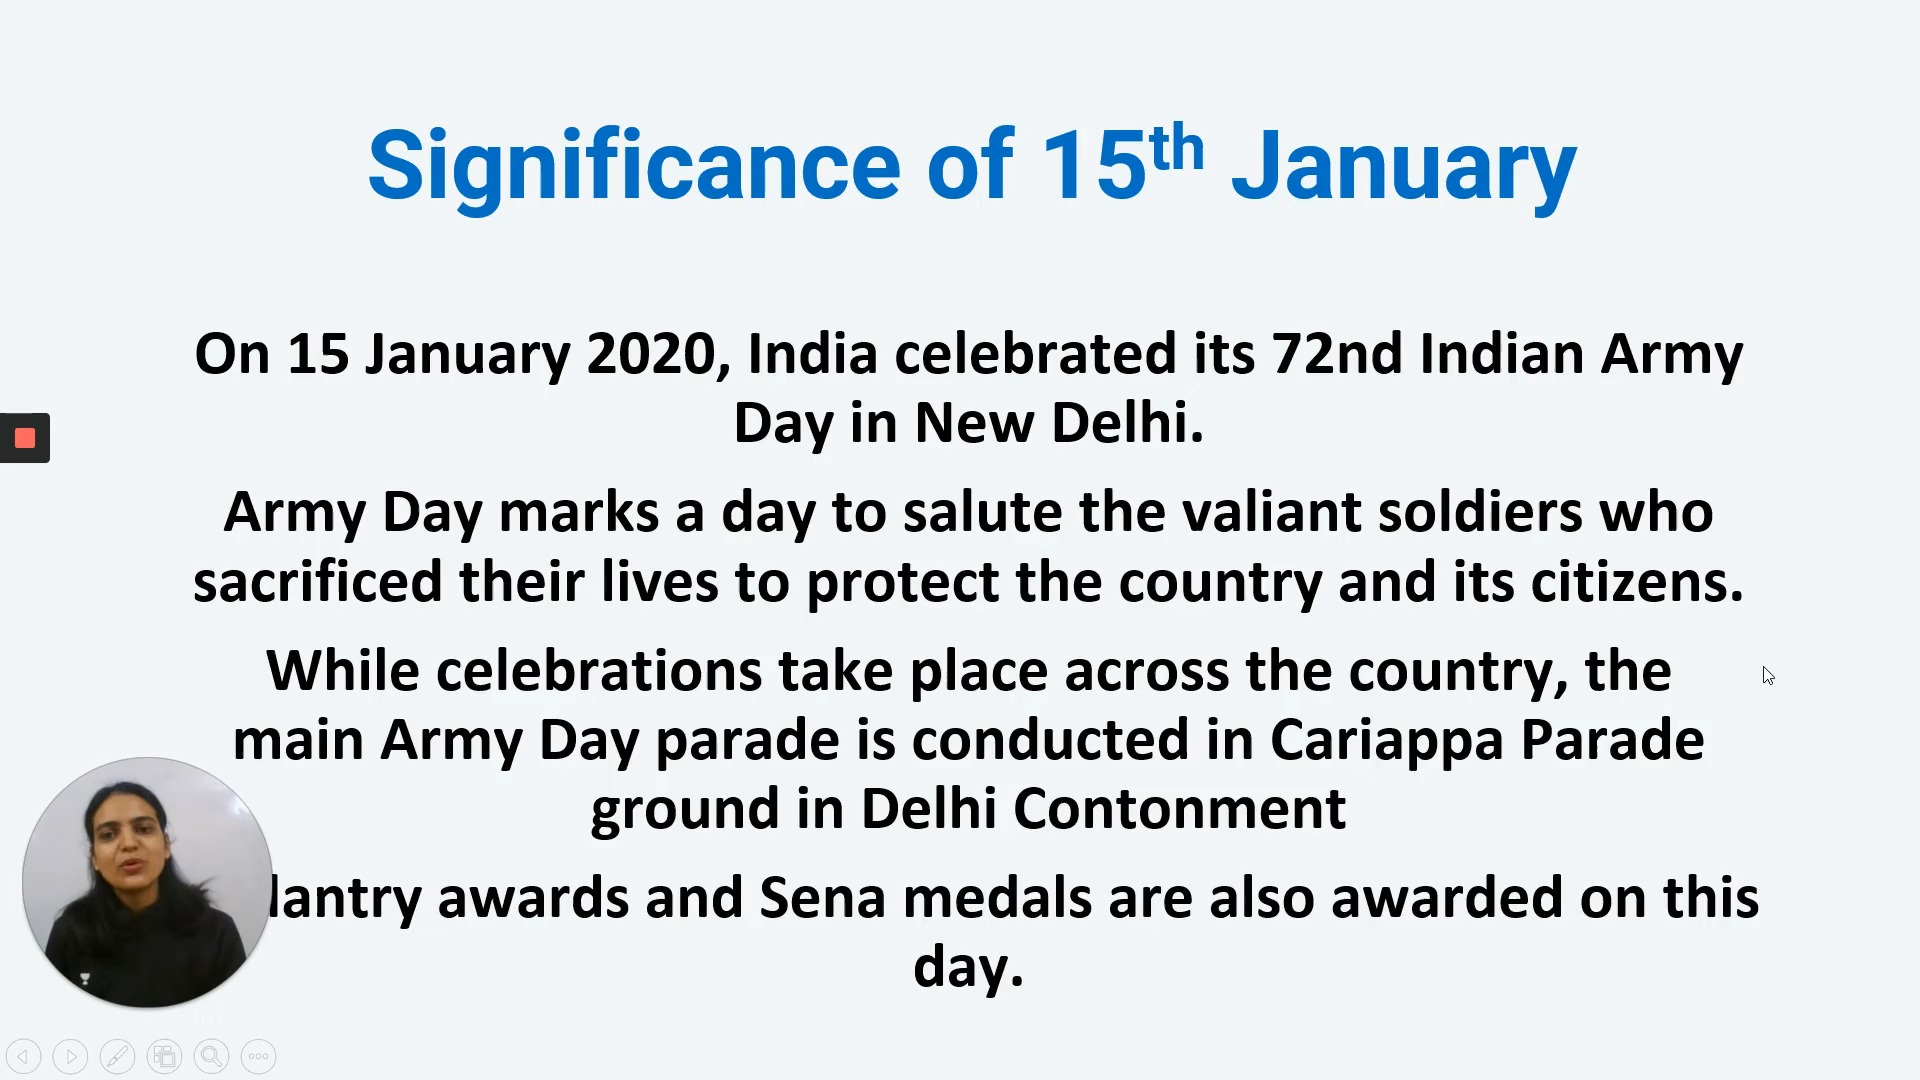 Significance of 15th January
On 15 January 2020, India celebrated its 72nd Indian Army
Day in New Delhi.
Army Day marks a day to salute the valiant soldiers who
sacrificed their lives to protect the country and its citizens.
While celebrations take place across the country, the
main Army Day parade is conducted in Cariappa Parade
ground in Delhi Contonment
awards and Sena medals are also awarded on this
day.